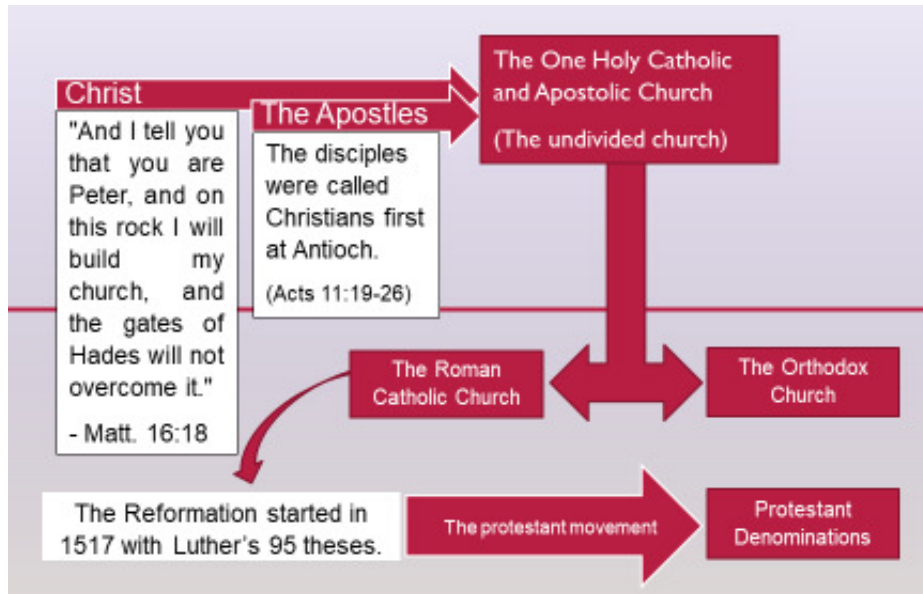 Christ
"And I tell you
that you are
Peter, and on
this rock I will
build my
church, and
the gates of
Hades will not
overcome it."
- Matt. 16:18
The Apostles
The disciples
were called
Christians first
at Antioch.
(Acts 11:19-26)
The One Holy Catholic
and Apostolic Church
(The undivided church)
The Roman
Catholic Church
The Orthodox
Church
The Reformation started in
1517 with Luther's 95 theses.
The protestant movement
Protestant
Denominations